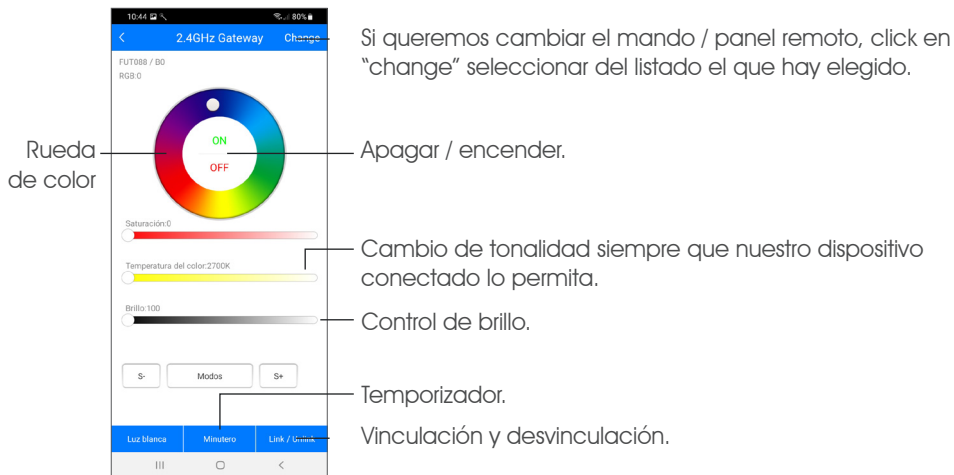 10:44
80%
2.4GHz Gateway
Change
FUT088 / B0
RGB:0
ON
OFF
Saturación:0
Temperatura del color:2700K
Brillo:100
S-
Modos
S+
Luz blanca
Minutero
Link / Unlink
Rueda
de color
Si queremos cambiar el mando / panel remoto, click en
“change” seleccionar del listado el que hay elegido.
Apagar / encender.
Cambio de tonalidad siempre que nuestro dispositivo
conectado lo permita.
Control de brillo.
Temporizador.
Vinculación y desvinculación.